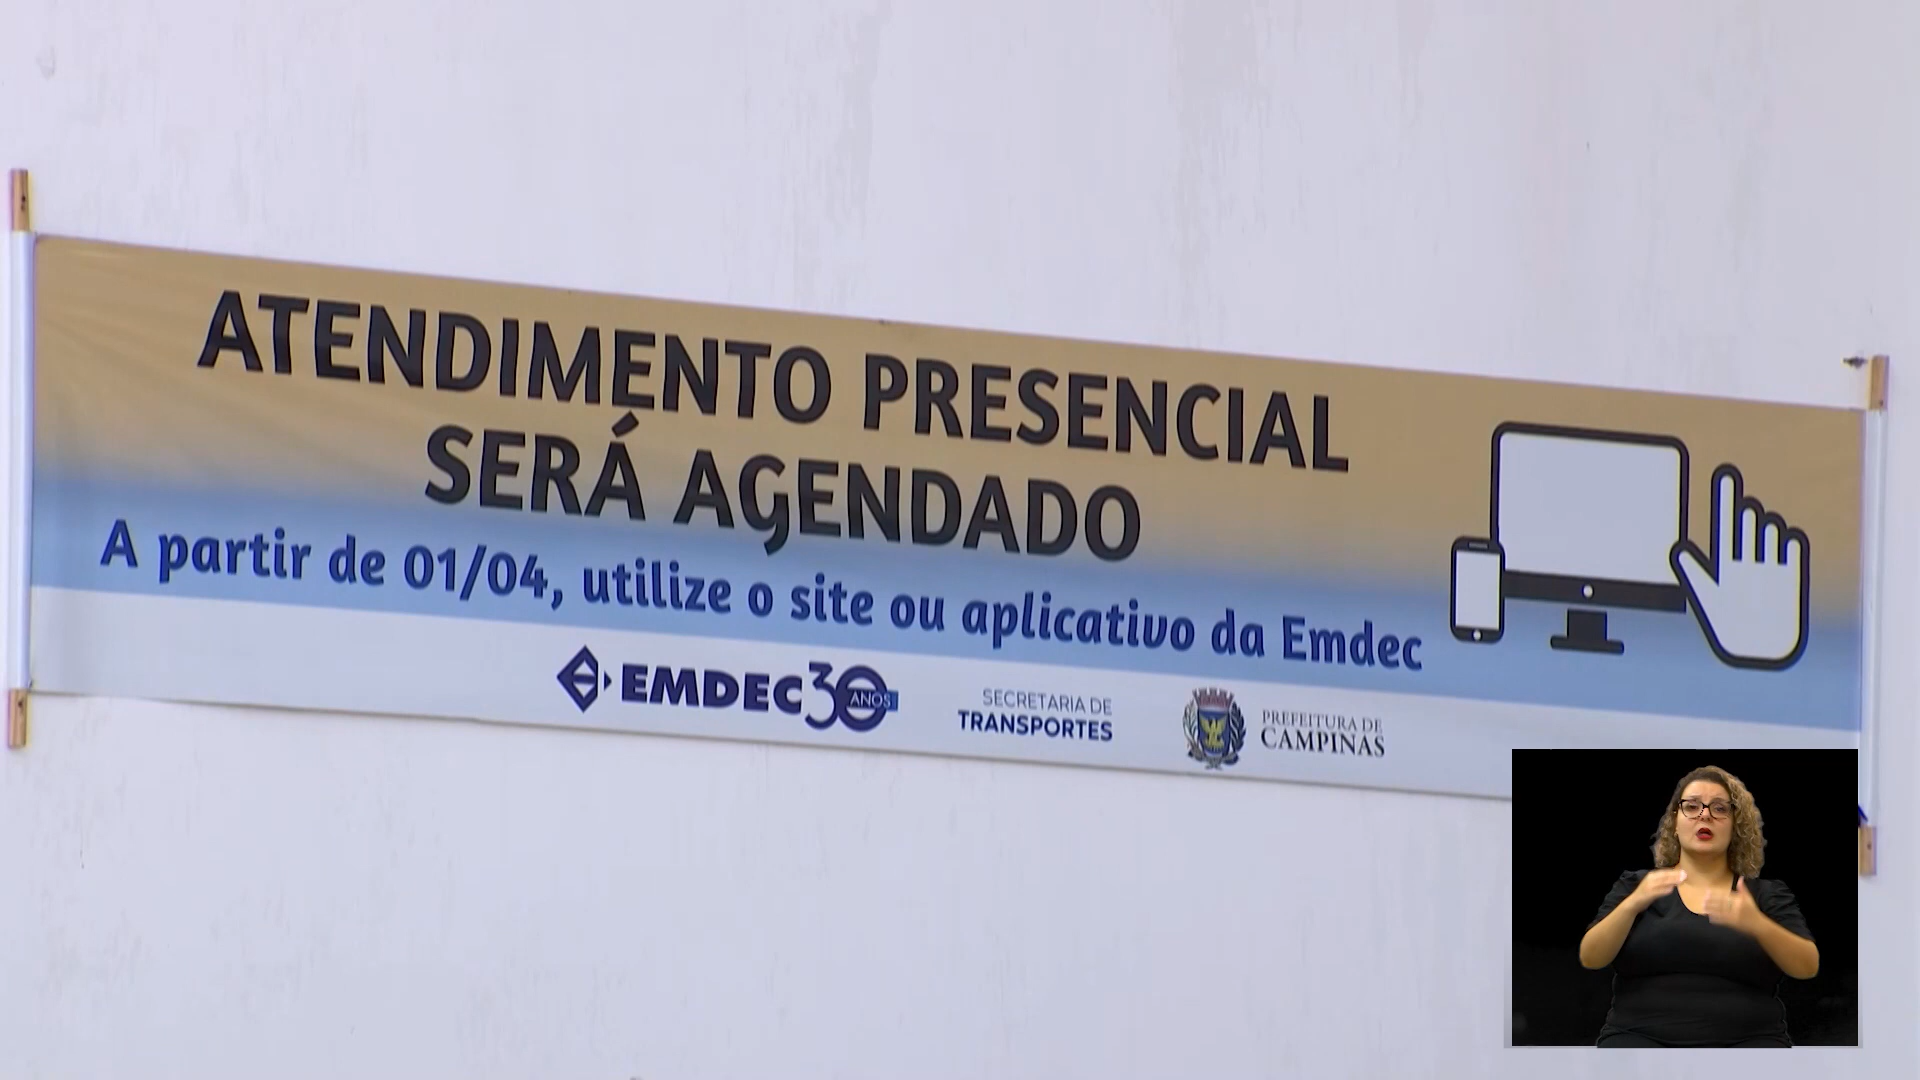 ATENDIMENTO PRESENCIAL
SERÁ AGENDADO
A partir de 01/04, utilize o site ou aplicativo da Emdec
EMDEC 30 ANOS
SECRETARIA DE
TRANSPORTES
PREFEITURA DE
CAMPINAS